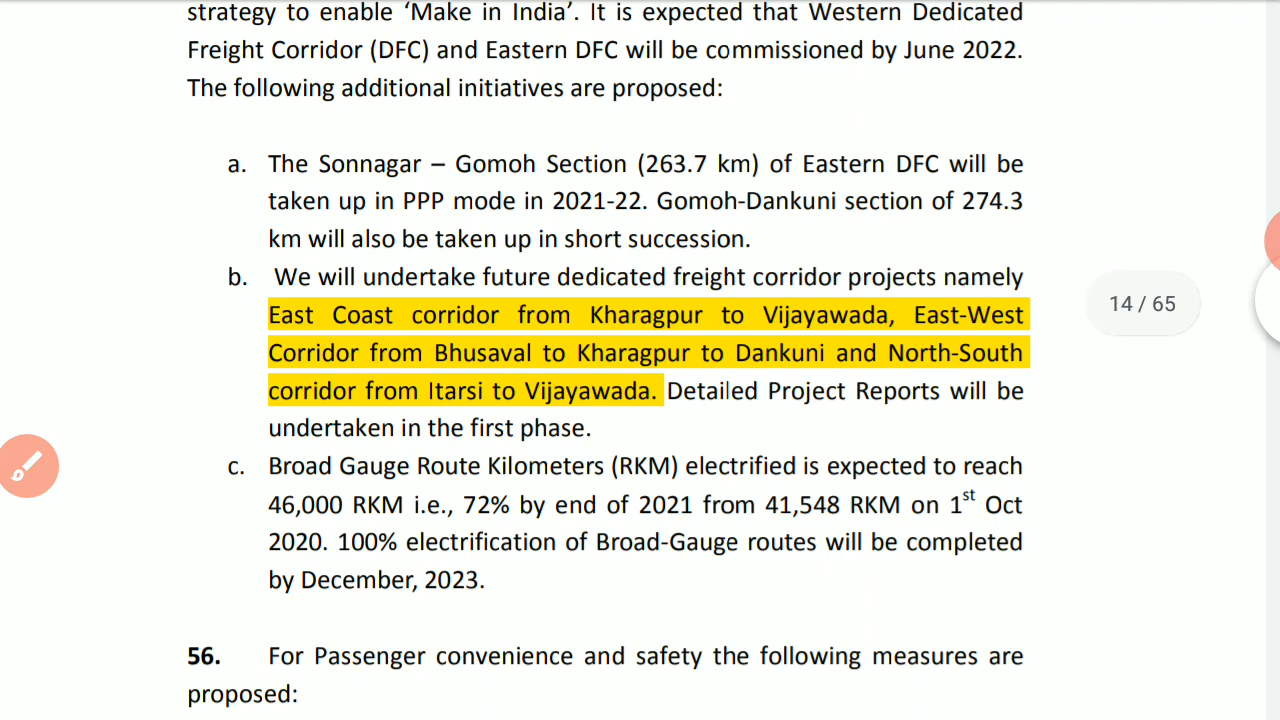 strategy to enable ‘Make in India’. It is expected that Western Dedicated
Freight Corridor (DFC) and Eastern DFC will be commissioned by June 2022.
The following additional initiatives are proposed:
a. The Sonnagar – Gomoh Section (263.7 km) of Eastern DFC will be
taken up in PPP mode in 2021-22. Gomoh-Dankuni section of 274.3
km will also be taken up in short succession.
b. We will undertake future dedicated freight corridor projects namely
East Coast corridor from Kharagpur to Vijayawada, East-West
Corridor from Bhusaval to Kharagpur to Dankuni and North-South
corridor from Itarsi to Vijayawada. Detailed Project Reports will be
undertaken in the first phase.
c. Broad Gauge Route Kilometers (RKM) electrified is expected to reach
46,000 RKM i.e., 72% by end of 2021 from 41,548 RKM on 1st Oct
2020. 100% electrification of Broad-Gauge routes will be completed
by December, 2023.
56. For Passenger convenience and safety the following measures are
proposed:
14 / 65